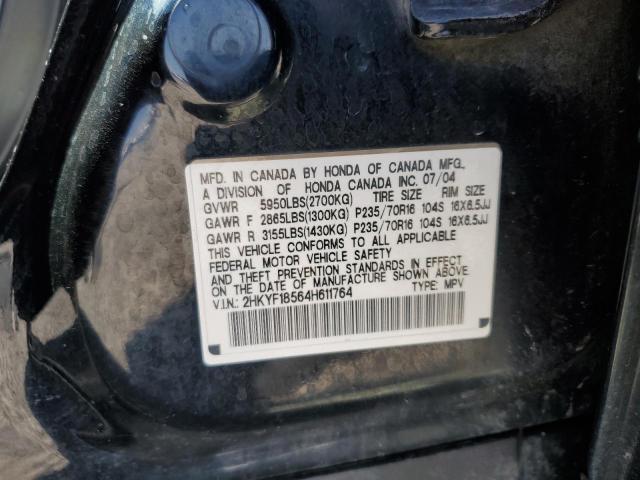 MFD. IN CANADA BY HONDA OF CANADA MFG.,
A DIVISION OF HONDA CANADA INC. 07/04
GVWR 5950LBS(2700KG) TIRE SIZE RIM SIZE
GAWR F 2865LBS(1300KG) P235/70R16 104S 16X6.5JJ
GAWR R 3155LBS(1430KG) P235/70R16 104S 16X6.5JJ
THIS VEHICLE CONFORMS TO ALL APPLICABLE
FEDERAL MOTOR VEHICLE SAFETY
AND THEFT PREVENTION STANDARDS IN EFFECT
ON THE DATE OF MANUFACTURE SHOWN ABOVE.
V.I.N.: 2HKYF18564H611764 TYPE: MPV